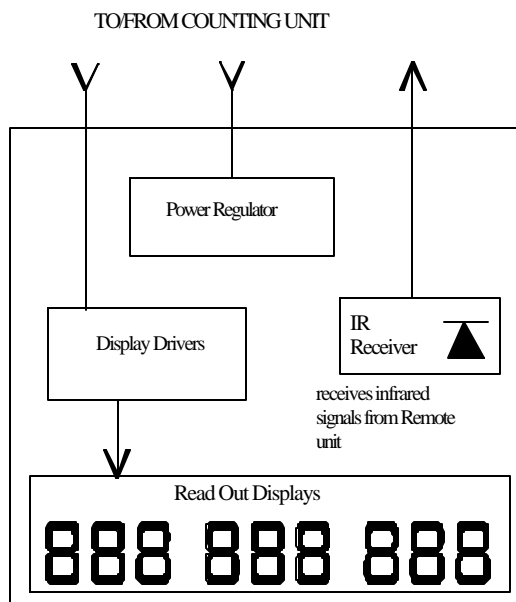 TO/FROM COUNTING UNIT
Power Regulator
Display Drivers
IR
Receiver
receives infrared
signals from Remote
unit
Read Out Displays
888 888 888